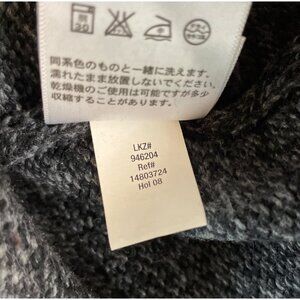 同系色のものと一緒に洗えます。
濡れたまま放置しないでください。
乾燥機のご使用は可能ですが多少
収縮することがあります。
LKZ#
946204
Ref#
14803724
Hol 08